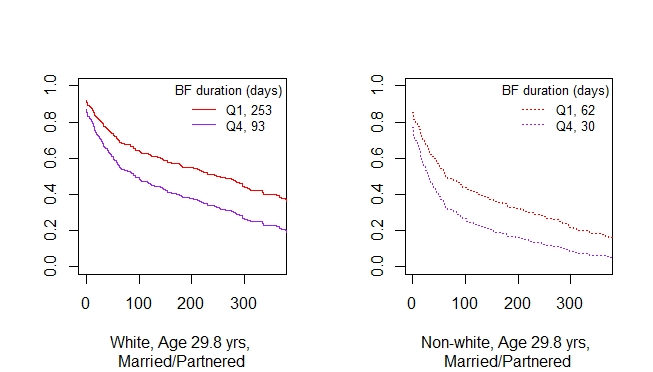 BF duration (days)
Q1, 253
Q4, 93
1.0
0.8
0.6
0.4
0.2
0.0
0 100 200 300
White, Age 29.8 yrs,
Married/Partnered
BF duration (days)
Q1, 62
Q4, 30
1.0
0.8
0.6
0.4
0.2
0.0
0 100 200 300
Non-white, Age 29.8 yrs,
Married/Partnered